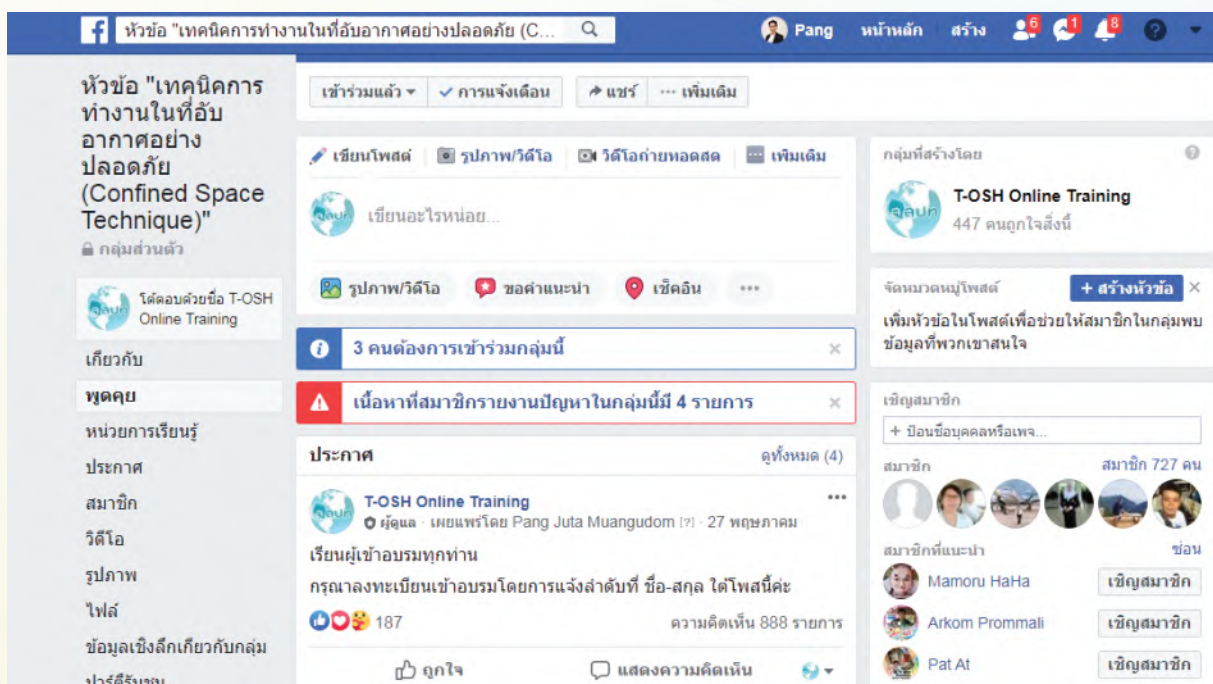 หัวข้อ "เทคนิคการทำงานในที่อับอากาศอย่างปลอดภัย (C...
Pang
หน้าหลัก
สร้าง
6
1
8
หัวข้อ "เทคนิคการ
ทำงานในที่อับ
อากาศอย่าง
ปลอดภัย
(Confined Space
Technique)"
กลุ่มส่วนตัว
โต้ตอบด้วยชื่อ T-OSH
Online Training
เกี่ยวกับ
พูดคุย
หน่วยการเรียนรู้
ประกาศ
สมาชิก
วิดีโอ
รูปภาพ
ไฟล์
ข้อมูลเชิงลึกเกี่ยวกับกลุ่ม
ปาร์ตี้รับชม
เข้าร่วมแล้ว
การแจ้งเตือน
แชร์
เพิ่มเติม
เขียนโพสต์
รูปภาพ/วิดีโอ
วิดีโอถ่ายทอดสด
เพิ่มเติม
เขียนอะไรหน่อย...
รูปภาพ/วิดีโอ
ขอคำแนะนำ
เช็คอิน
3 คนต้องการเข้าร่วมกลุ่มนี้
เนื้อหาที่สมาชิกรายงานปัญหาในกลุ่มนี้มี 4 รายการ
ประกาศ
ดูทั้งหมด (4)
T-OSH Online Training
ผู้ดูแล · เผยแพร่โดย Pang Juta Muangudom [?] · 27 พฤษภาคม
เรียนผู้เข้าอบรมทุกท่าน
กรุณาลงทะเบียนเข้าอบรมโดยการแจ้งลำดับที่ ชื่อ-สกุล ใต้โพสนี้ค่ะ
187
ความคิดเห็น 888 รายการ
ถูกใจ
แสดงความคิดเห็น
กลุ่มที่สร้างโดย
T-OSH Online Training
447 คนถูกใจสิ่งนี้
จัดหมวดหมู่โพสต์
+ สร้างหัวข้อ
เพิ่มหัวข้อในโพสต์เพื่อช่วยให้สมาชิกในกลุ่มพบ
ข้อมูลที่พวกเขาสนใจ
เชิญสมาชิก
+ ป้อนชื่อบุคคลหรือเพจ...
สมาชิก
สมาชิก 727 คน
สมาชิกที่แนะนำ
ซ่อน
Mamoru HaHa
เชิญสมาชิก
Arkom Prommali
เชิญสมาชิก
Pat At
เชิญสมาชิก